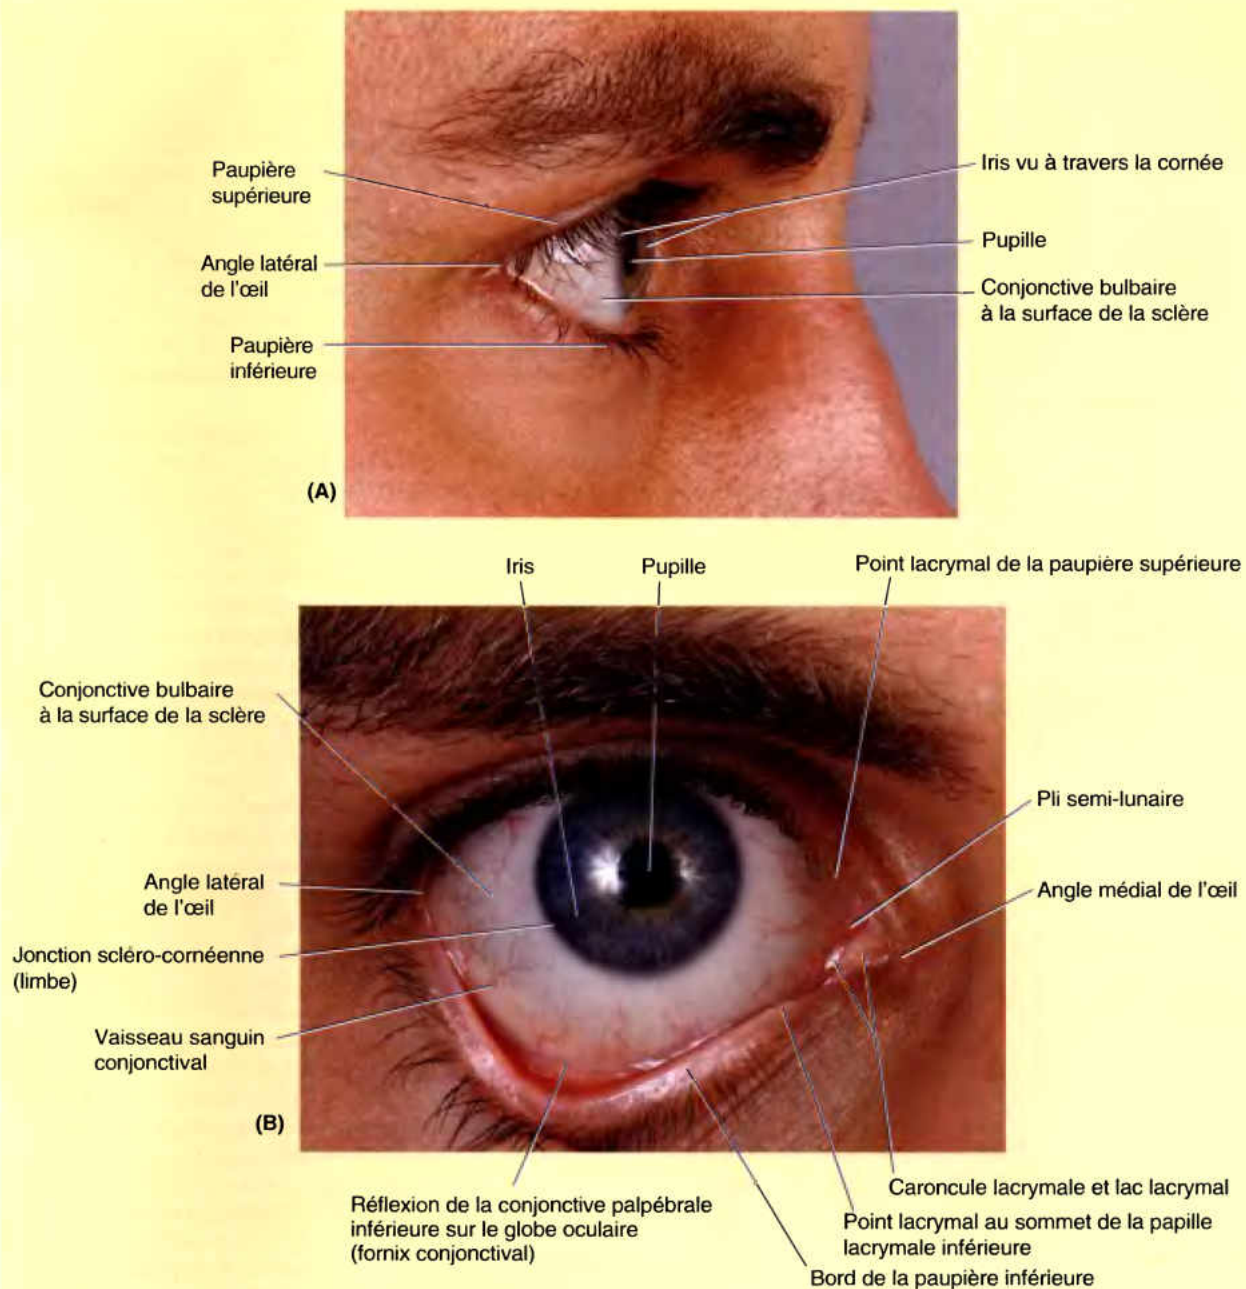 Paupière
supérieure
Iris vu à travers la cornée
Pupille
Angle latéral
de l'œil
Conjonctive bulbaire
à la surface de la sclère
Paupière
inférieure
(A)
Iris
Pupille
Point lacrymal de la paupière supérieure
Conjonctive bulbaire
à la surface de la sclère
Pli semi-lunaire
Angle latéral
de l'œil
Angle médial de l'œil
Jonction scléro-cornéenne
(limbe)
Vaisseau sanguin
conjonctival
(B)
Caroncule lacrymale et lac lacrymal
Réflexion de la conjonctive palpébrale
inférieure sur le globe oculaire
(fornix conjonctival)
Point lacrymal au sommet de la papille
lacrymale inférieure
Bord de la paupière inférieure